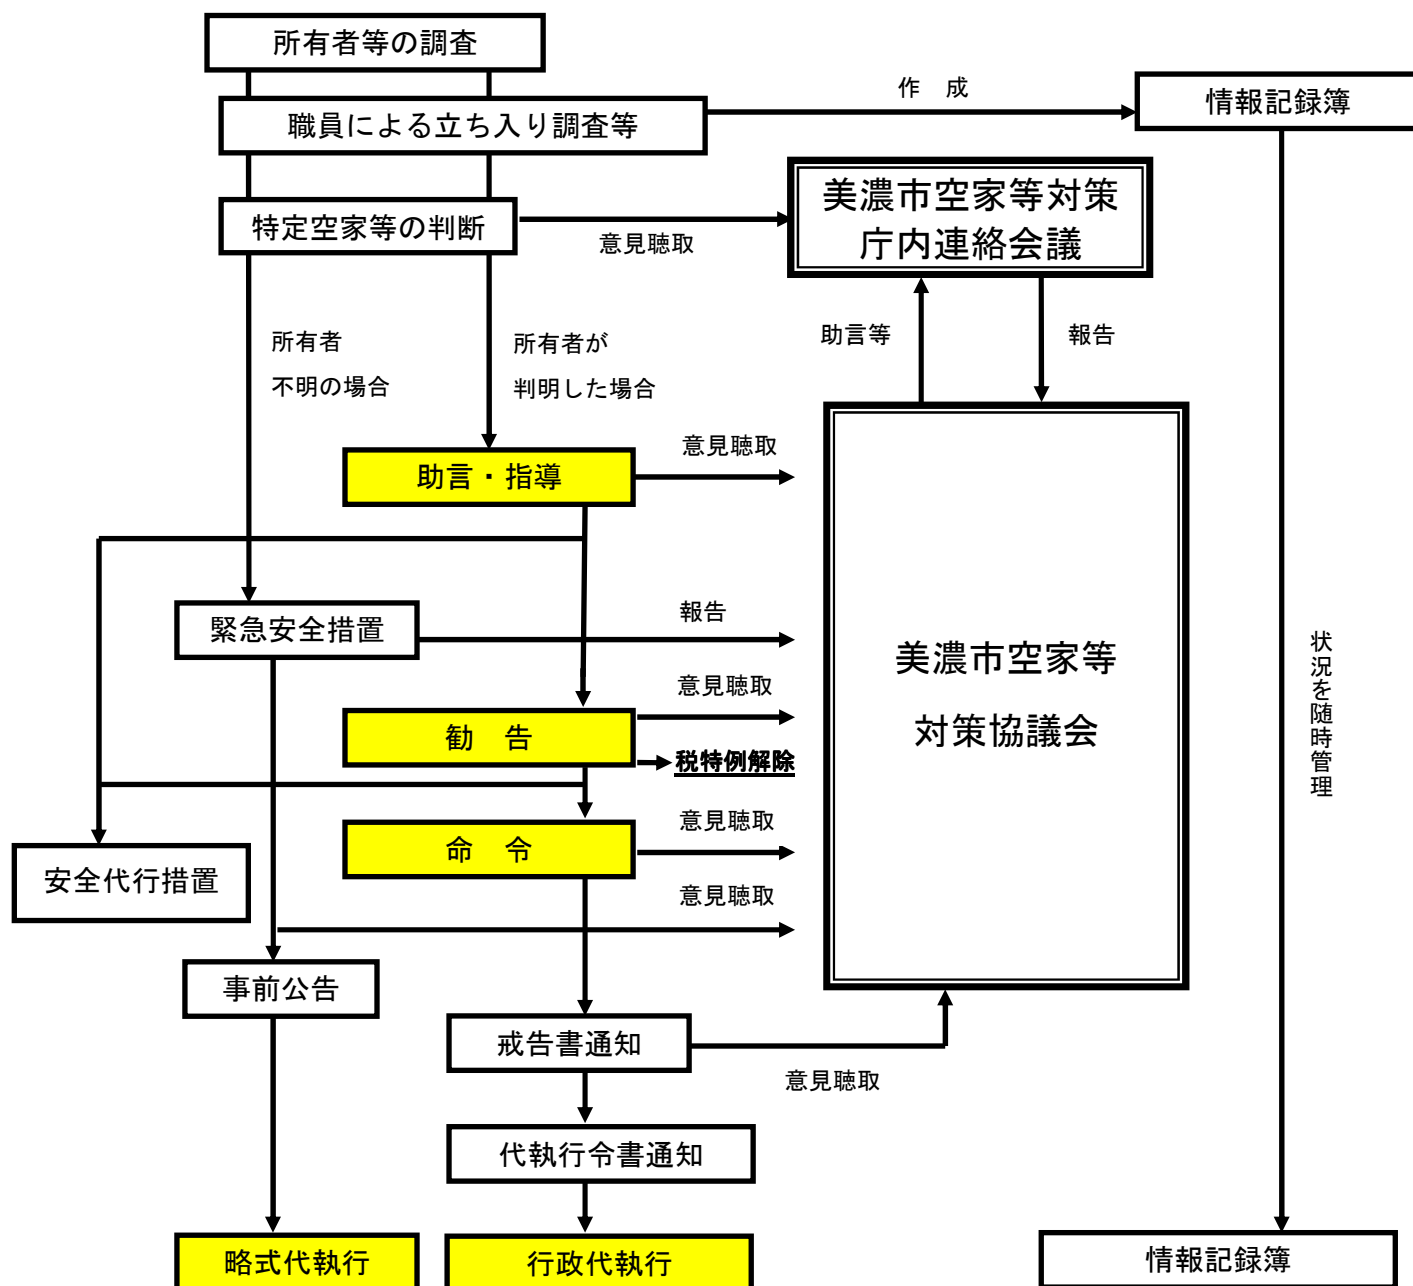 所有者等の調査
作　成
情報記録簿
職員による立ち入り調査等
美濃市空家等対策
庁内連絡会議
特定空家等の判断
意見聴取
所有者
不明の場合
所有者が
判明した場合
助言等
報告
助言・指導
意見聴取
緊急安全措置
報告
美濃市空家等
対策協議会
状況を随時管理
意見聴取
勧　告
税特例解除
意見聴取
命　令
安全代行措置
意見聴取
事前公告
戒告書通知
意見聴取
代執行令書通知
略式代執行
行政代執行
情報記録簿